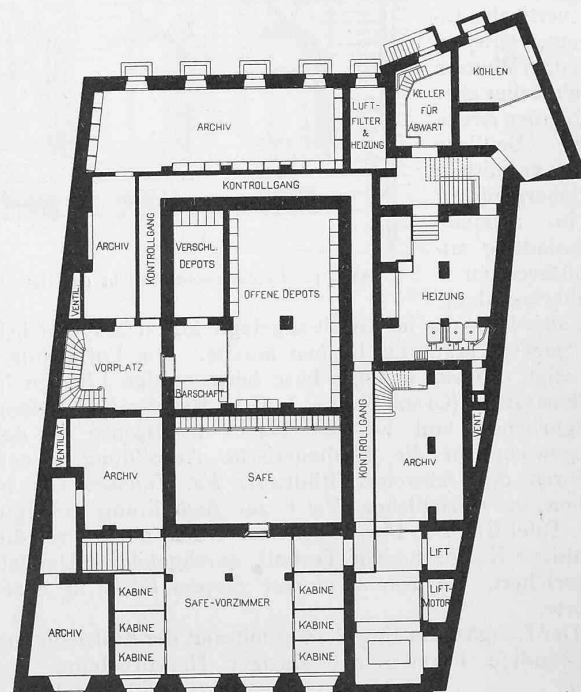 KOHLEN
KELLER
FÜR
ABWART
LUFT-
FILTER
&
HEIZUNG
ARCHIV
KONTROLLGANG
ARCHIV
KONTROLLGANG
VERSCHL.
DEPOTS
OFFENE DEPOTS
HEIZUNG
VENTIL.
VORPLATZ
BARSCHAFT
KONTROLLGANG
VENT.
VENTILAT.
ARCHIV
SAFE
ARCHIV
LIFT
LIFT-
MOTOR
KABINE
SAFE-VORZIMMER
KABINE
KABINE
KABINE
ARCHIV
KABINE
KABINE